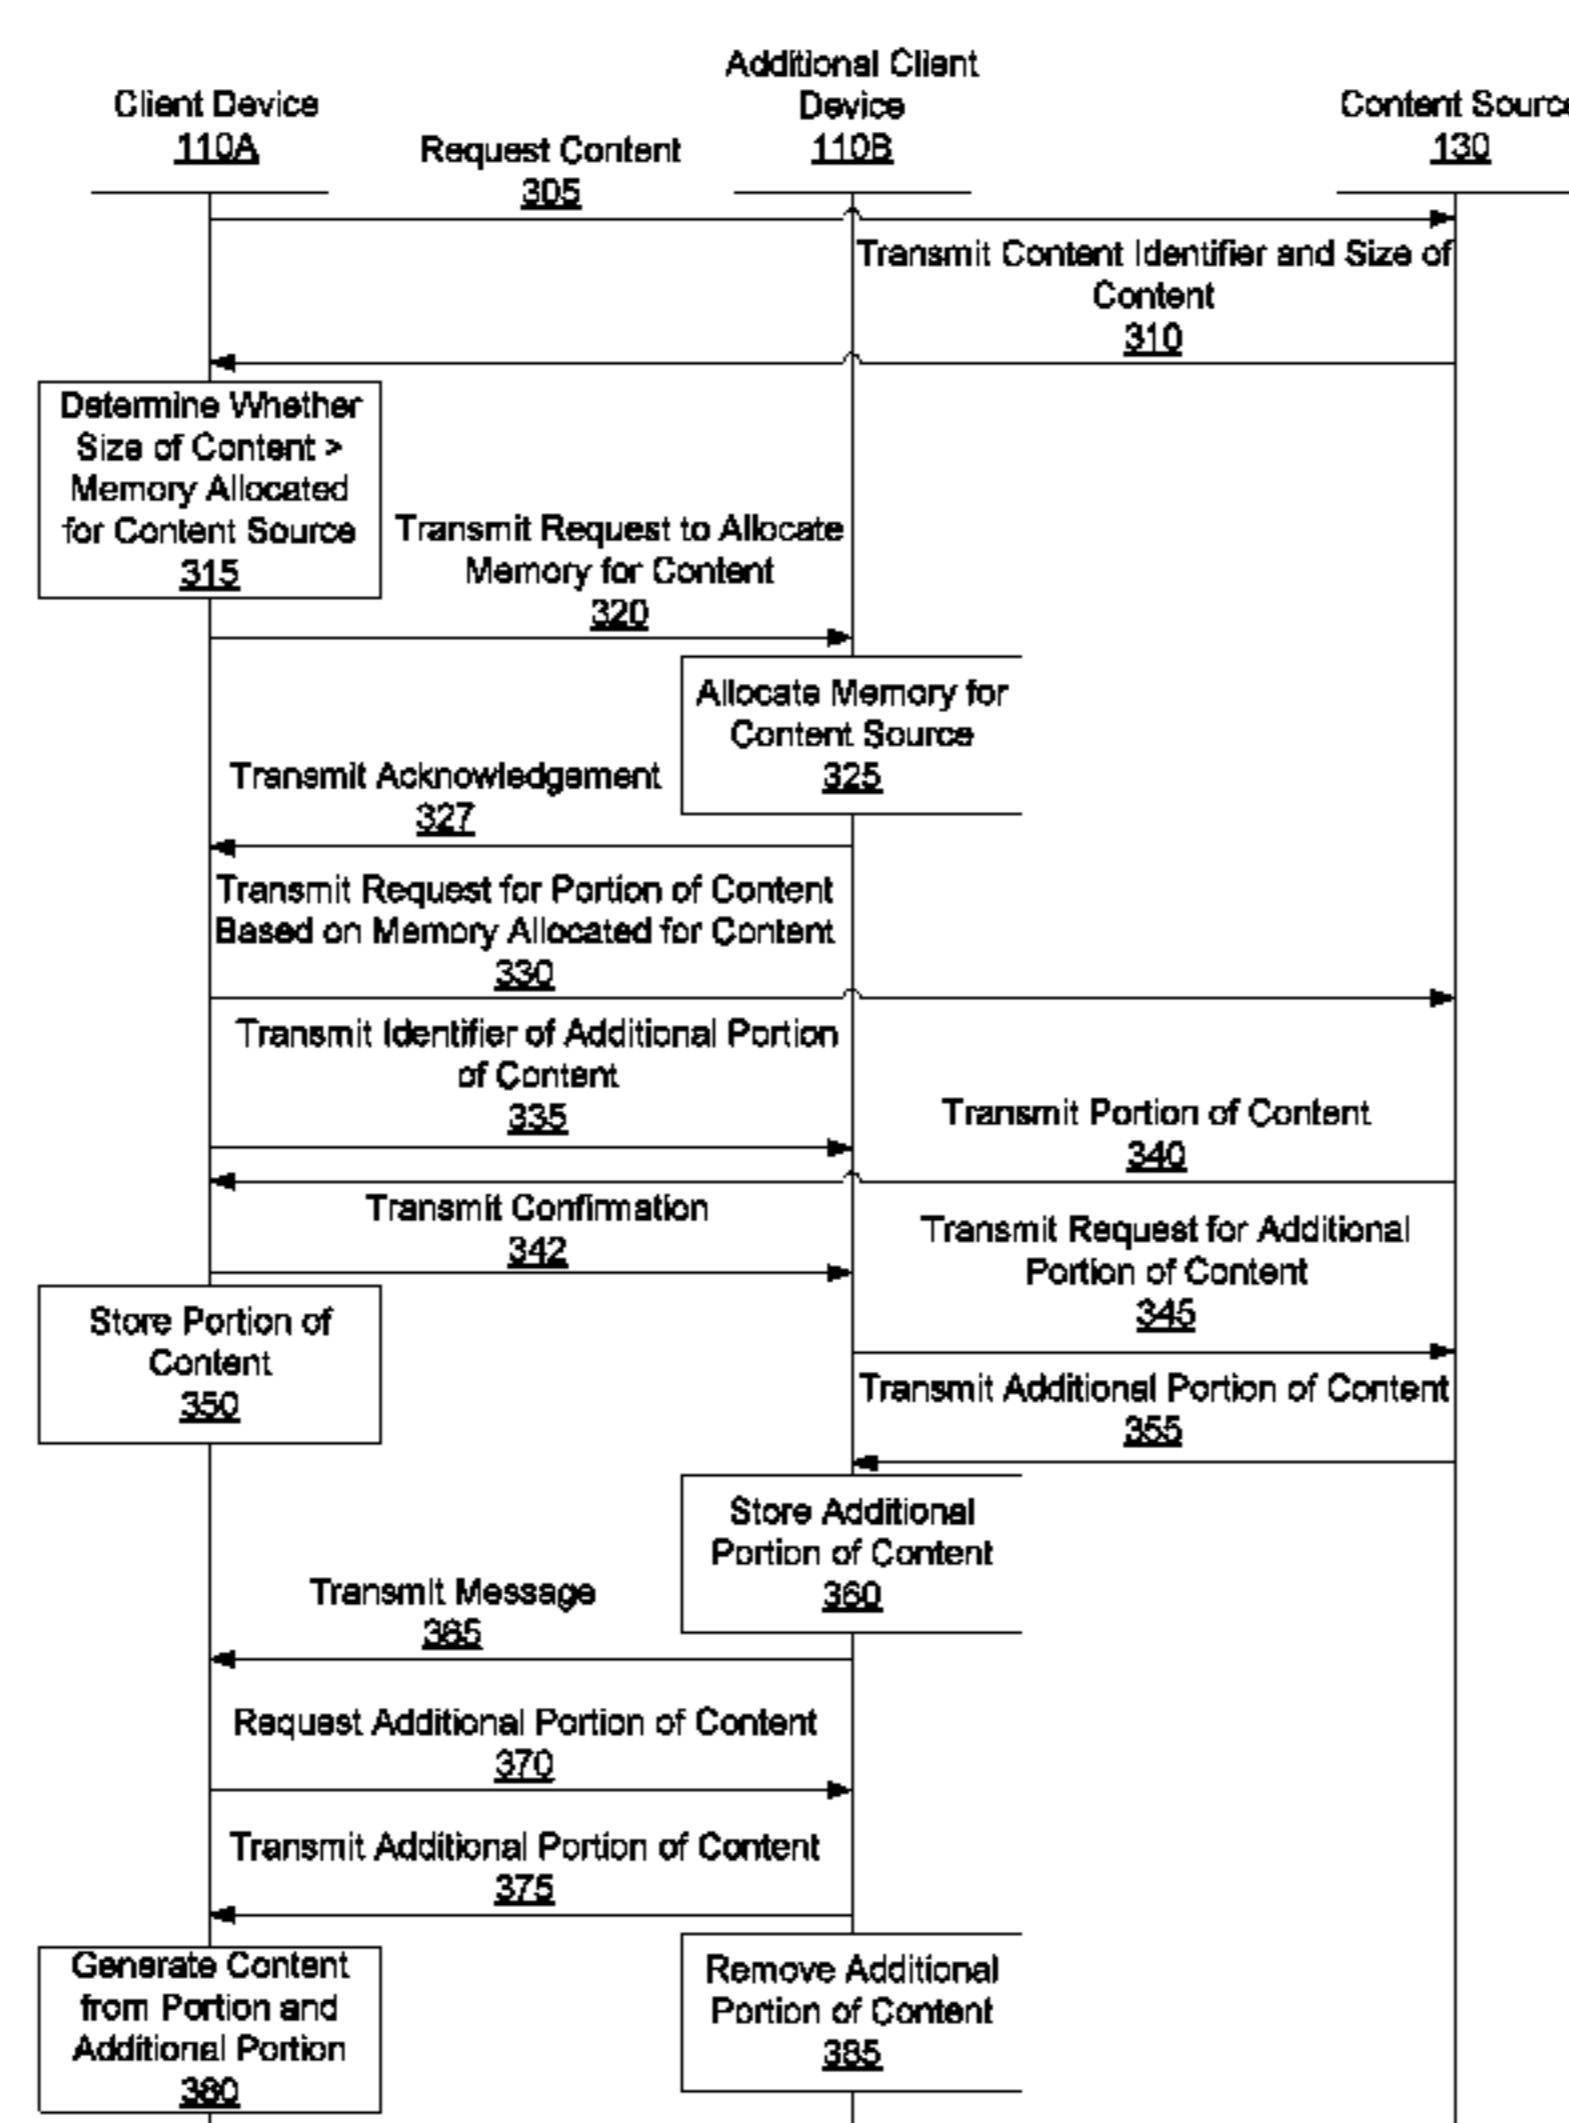 Additional Client
Client Device
Device
Content Source
110A
Request Content
110B
130
305
Transmit Content Identifier and Size of
Content
310
Determine Whether
Size of Content >
Memory Allocated
for Content Source
315
Transmit Request to Allocate
Memory for Content
320
Allocate Memory for
Content Source
325
Transmit Acknowledgement
327
Transmit Request for Portion of Content
Based on Memory Allocated for Content
330
Transmit Identifier of Additional Portion
of Content
335
Transmit Portion of Content
340
Transmit Confirmation
342
Transmit Request for Additional
Portion of Content
345
Store Portion of
Content
350
Transmit Additional Portion of Content
355
Store Additional
Portion of Content
360
Transmit Message
365
Request Additional Portion of Content
370
Transmit Additional Portion of Content
375
Generate Content
from Portion and
Additional Portion
380
Remove Additional
Portion of Content
385